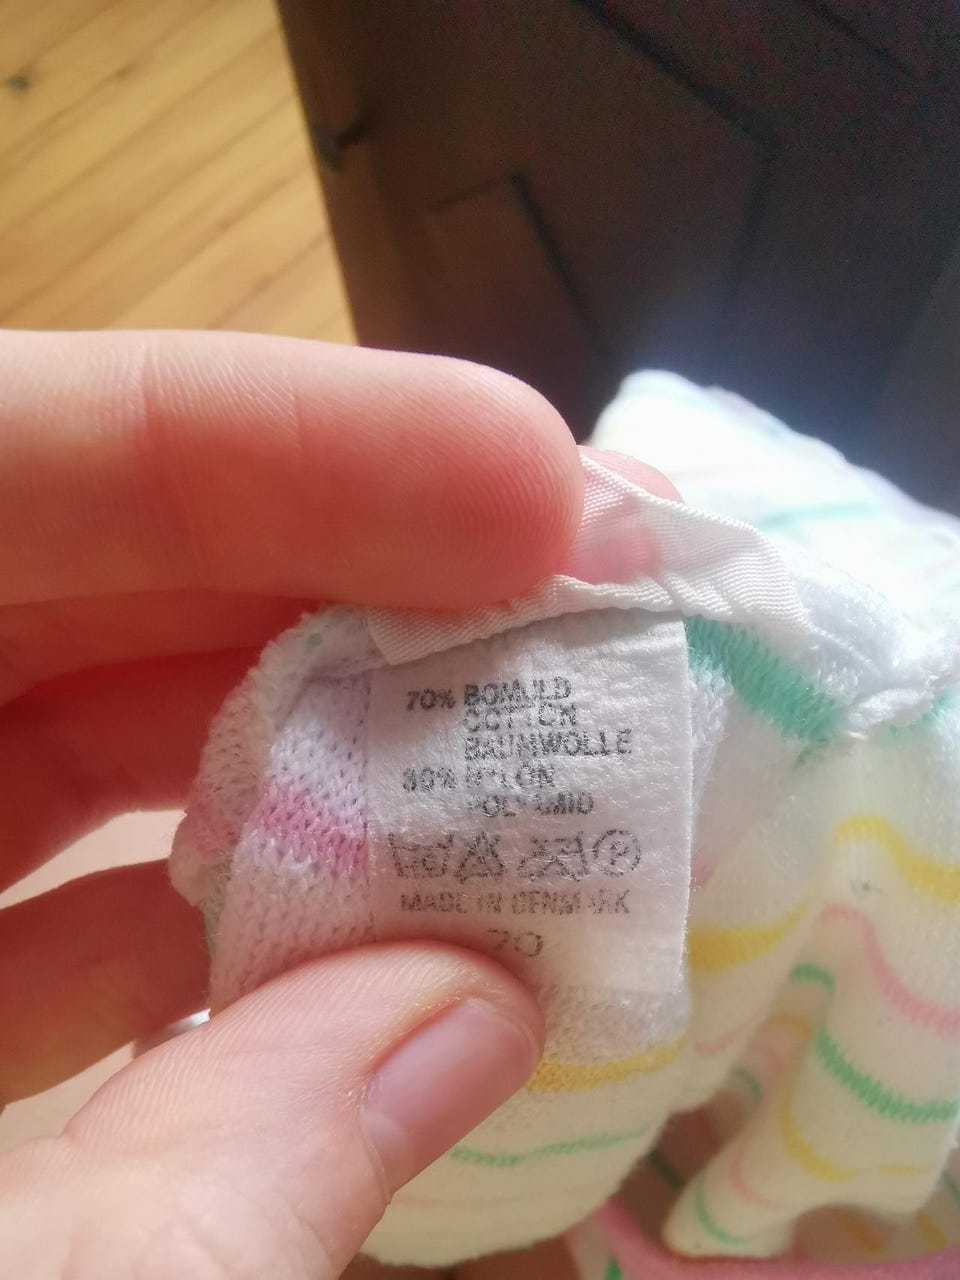 70% BOMULD
COTTON
BAUMWOLLE
30% NYLON
POLYAMID
P
MADE IN DENMARK
70